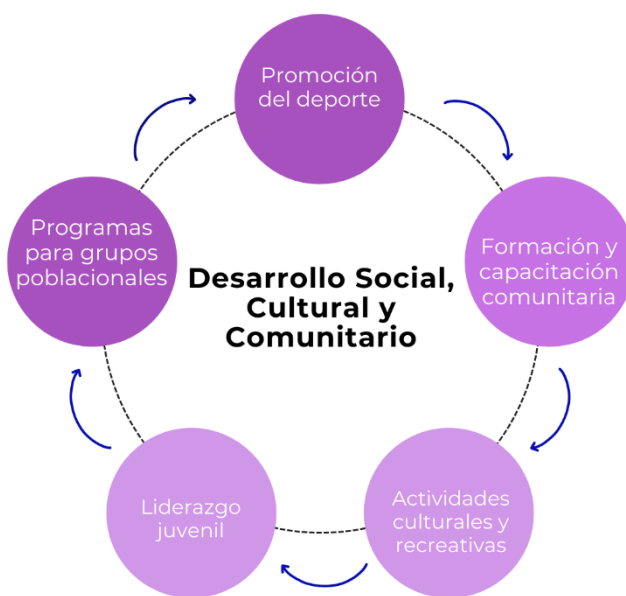 Promoción
del deporte
Formación y
capacitación
comunitaria
Actividades
culturales y
recreativas
Liderazgo
juvenil
Programas
para grupos
poblacionales
Desarrollo Social,
Cultural y
Comunitario